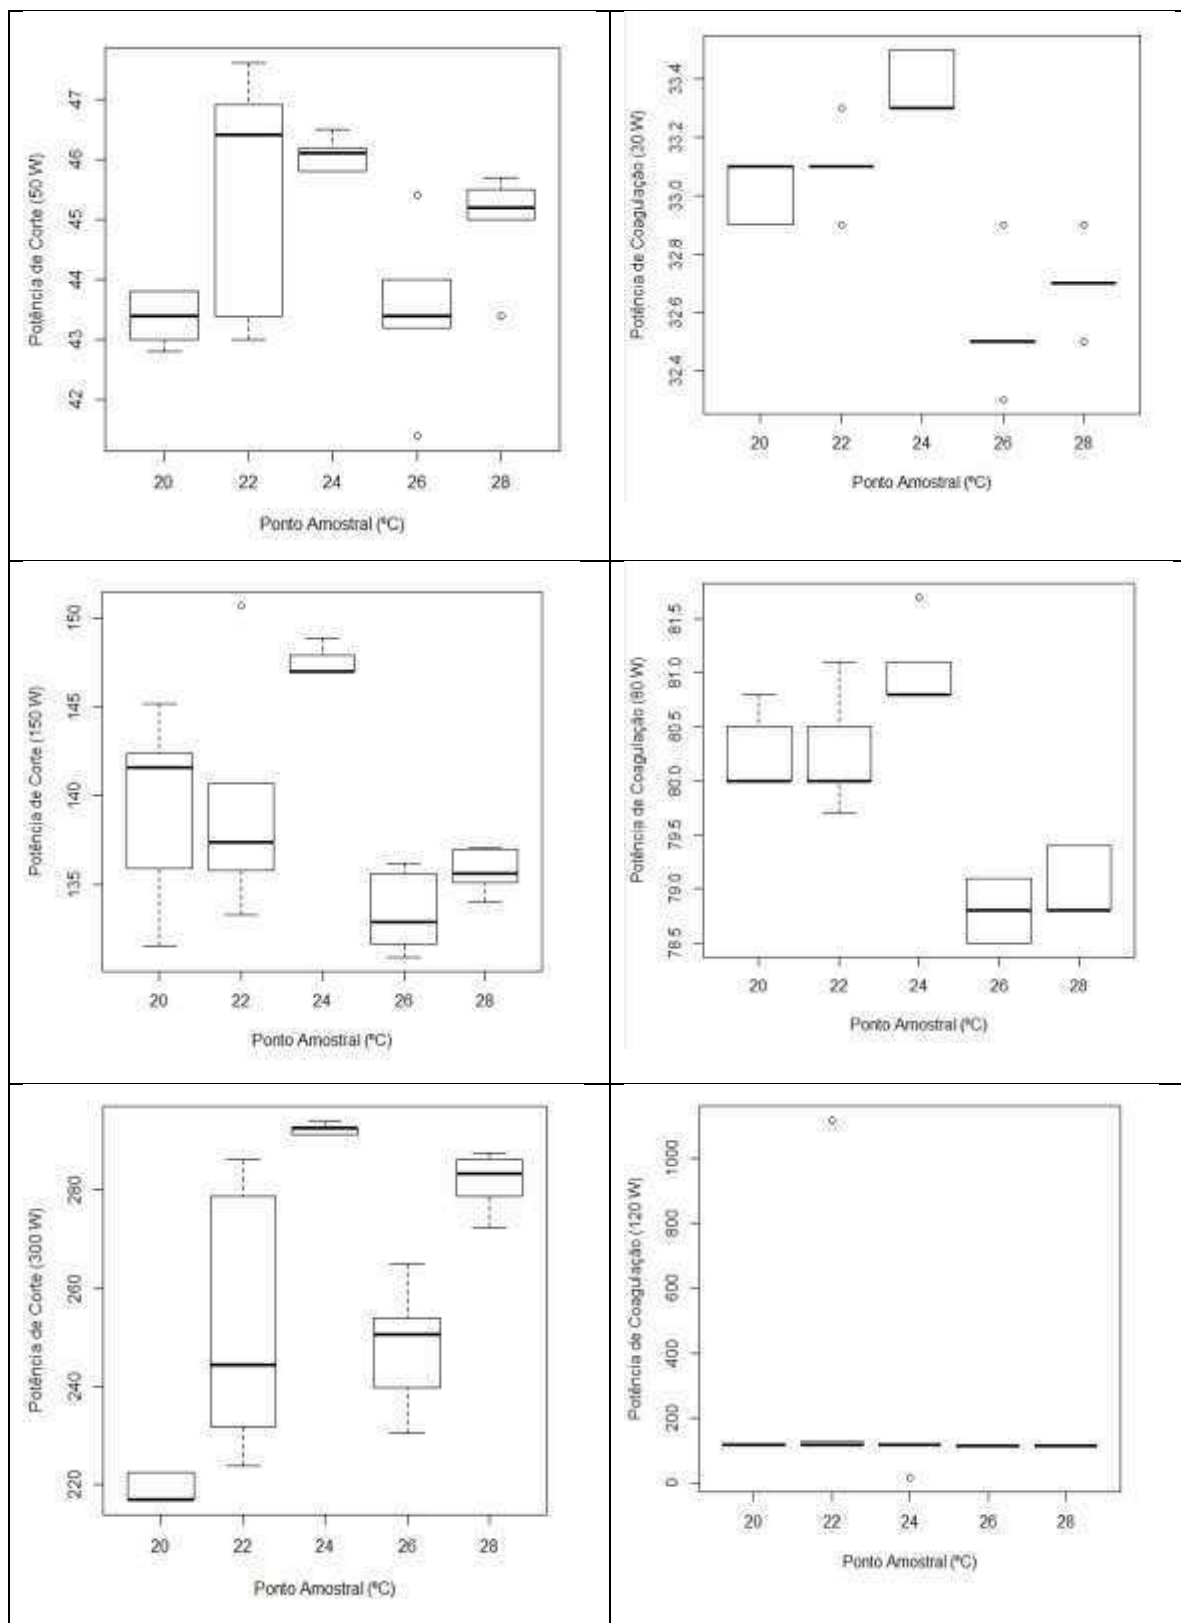 Potência de Corte (50 W)
47
46
45
44
43
42
20 22 24 26 28
Ponto Amostral (ºC)
Potência de Coagulação (30 W)
33.4
33.2
33.0
32.8
32.6
32.4
20 22 24 26 28
Ponto Amostral (ºC)
Potência de Corte (150 W)
150
145
140
135
20 22 24 26 28
Ponto Amostral (ºC)
Potência de Coagulação (80 W)
81.5
81.0
80.5
80.0
79.5
79.0
78.5
20 22 24 26 28
Ponto Amostral (ºC)
Potência de Corte (300 W)
280
260
240
220
20 22 24 26 28
Ponto Amostral (ºC)
Potência de Coagulação (120 W)
1000
800
600
400
200
0
20 22 24 26 28
Ponto Amostral (ºC)